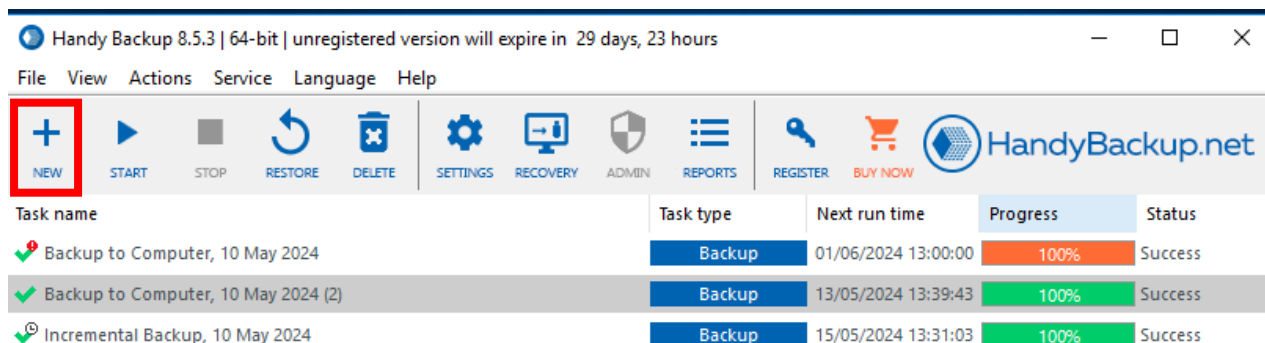 Handy Backup 8.5.3 | 64-bit | unregistered version will expire in 29 days, 23 hours
File View Actions Service Language Help
NEW START STOP RESTORE DELETE SETTINGS RECOVERY ADMIN REPORTS REGISTER BUY NOW HandyBackup.net
Task name Task type Next run time Progress Status
Backup to Computer, 10 May 2024 Backup 01/06/2024 13:00:00 100% Success
Backup to Computer, 10 May 2024 (2) Backup 13/05/2024 13:39:43 100% Success
Incremental Backup, 10 May 2024 Backup 15/05/2024 13:31:03 100% Success